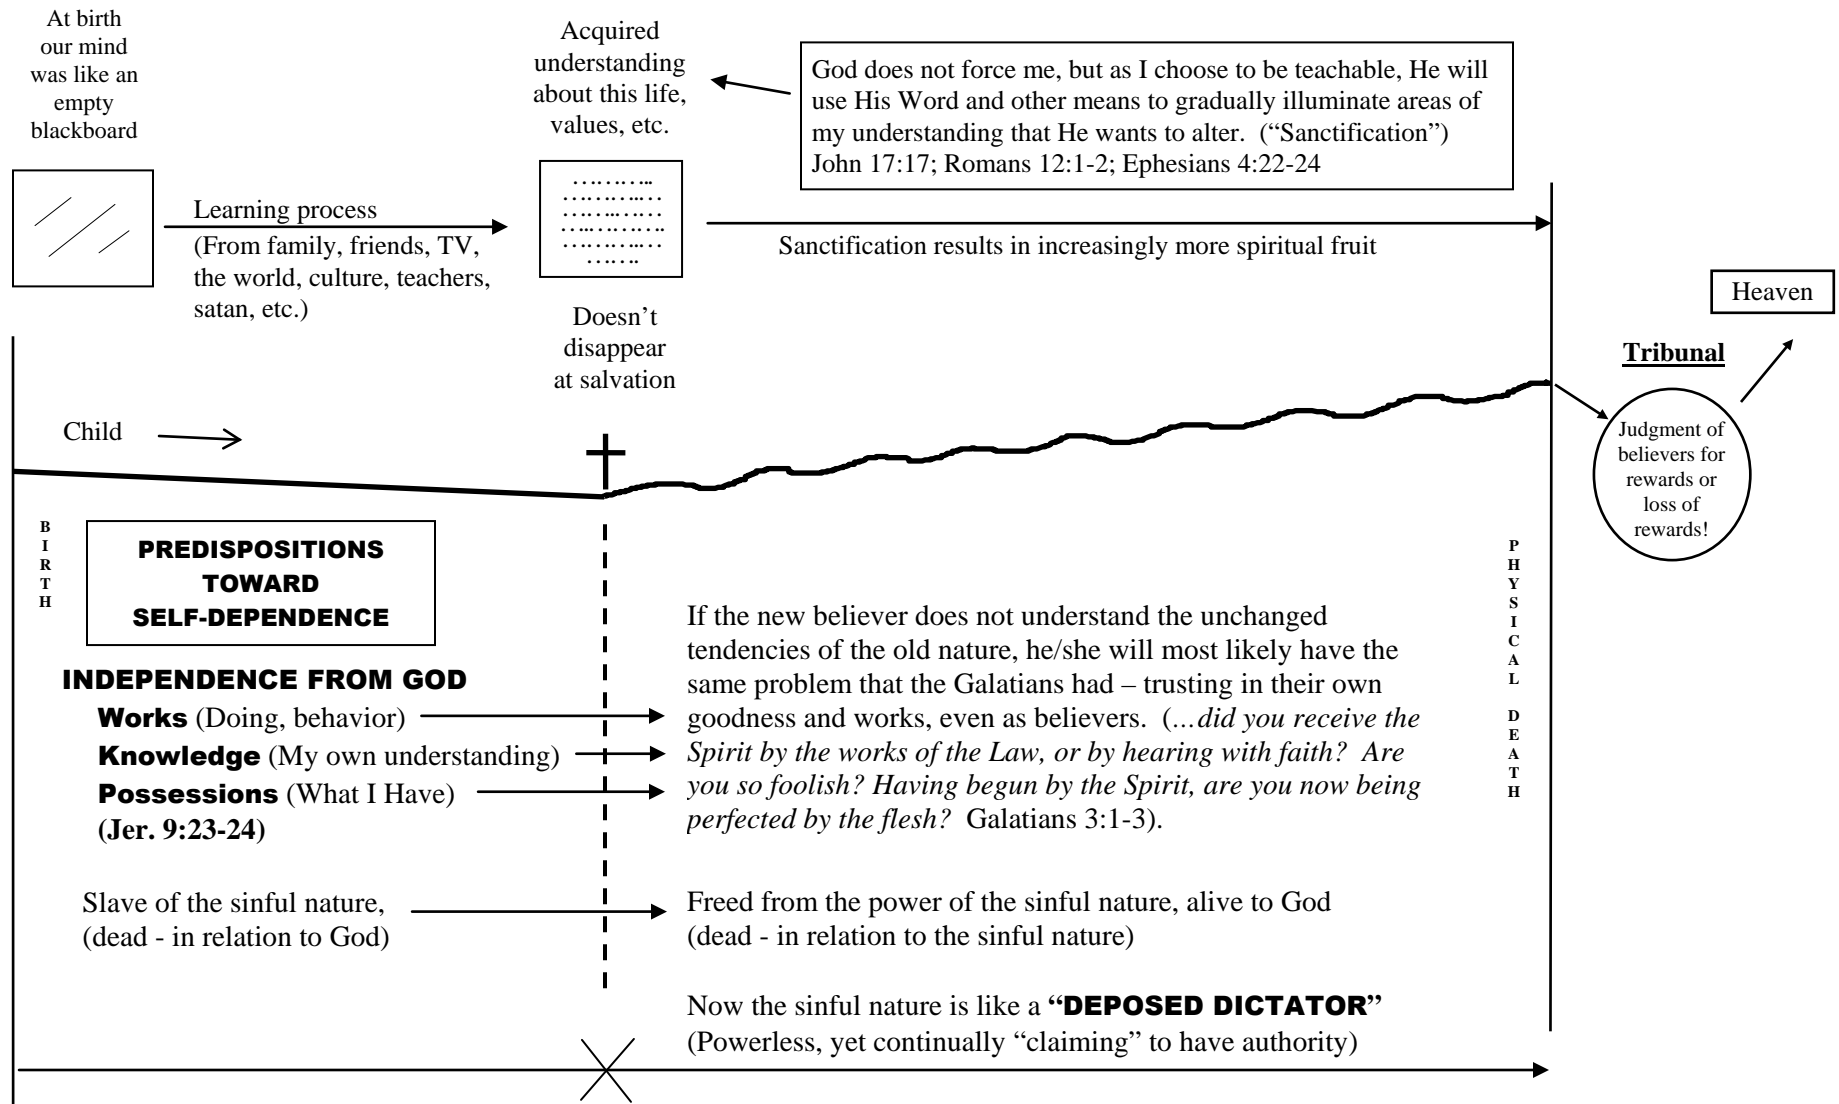 At birth
our mind
was like an
empty
blackboard
Acquired
understanding
about this life,
values, etc.
God does not force me, but as I choose to be teachable, He will
use His Word and other means to gradually illuminate areas of
my understanding that He wants to alter.  (“Sanctification”)
John 17:17; Romans 12:1-2; Ephesians 4:22-24
Learning process
(From family, friends, TV,
the world, culture, teachers,
satan, etc.)
Sanctification results in increasingly more spiritual fruit
Doesn’t
disappear
at salvation
Heaven
Tribunal
Judgment of
believers for
rewards or
loss of
rewards!
Child
BIRTH
PREDISPOSITIONS
TOWARD
SELF-DEPENDENCE
INDEPENDENCE FROM GOD
Works (Doing, behavior)
Knowledge (My own understanding)
Possessions (What I Have)
(Jer. 9:23-24)
If the new believer does not understand the unchanged
tendencies of the old nature, he/she will most likely have the
same problem that the Galatians had – trusting in their own
goodness and works, even as believers.  (…did you receive the
Spirit by the works of the Law, or by hearing with faith?  Are
you so foolish? Having begun by the Spirit, are you now being
perfected by the flesh?  Galatians 3:1-3).
PHYSICAL DEATH
Slave of the sinful nature,
(dead - in relation to God)
Freed from the power of the sinful nature, alive to God
(dead - in relation to the sinful nature)
Now the sinful nature is like a “DEPOSED DICTATOR”
(Powerless, yet continually “claiming” to have authority)